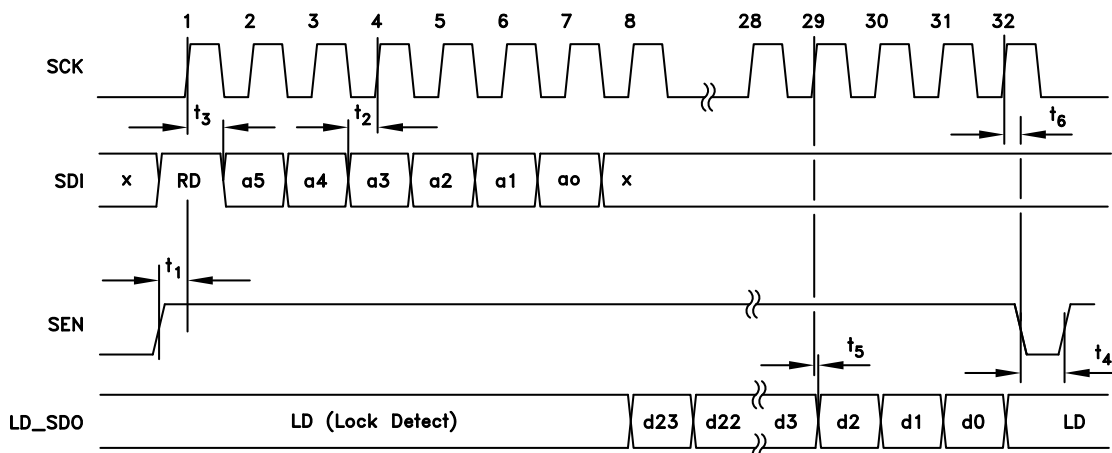 1 2 3 4 5 6 7 8 28 29 30 31 32
SCK
t3 t2 t6
SDI x RD a5 a4 a3 a2 a1 ao x
t1
SEN
t5 t4
LD_SDO LD (Lock Detect) d23 d22 d3 d2 d1 d0 LD